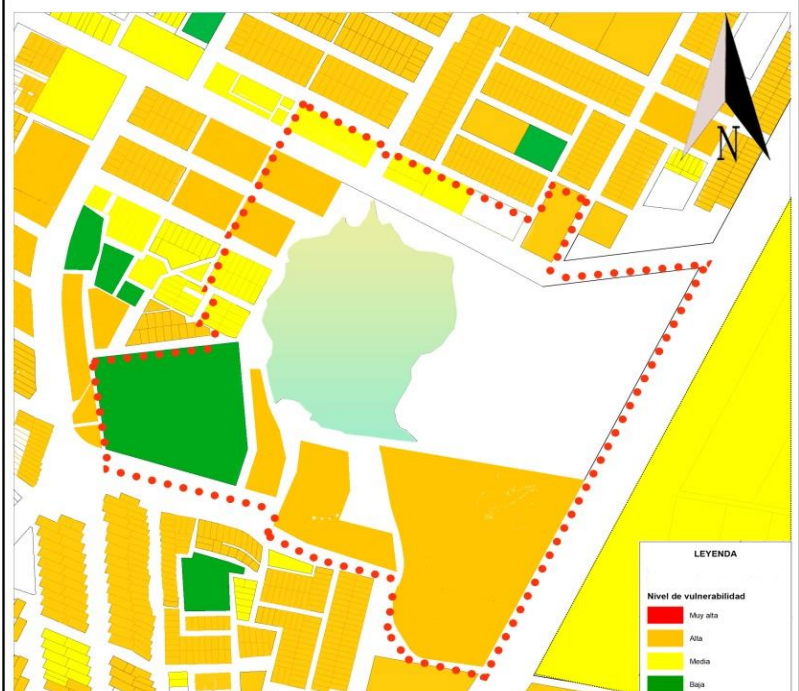 N
LEYENDA
Nivel de vulnerabilidad
Muy alta
Alta
Media
Baja